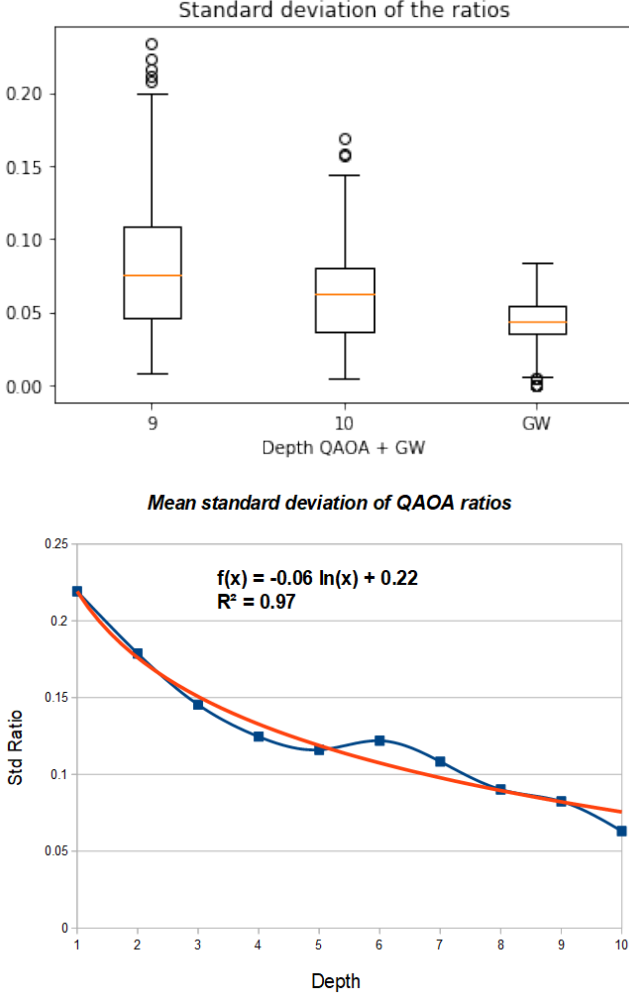 Standard deviation of the ratios
0.20
0.15
0.10
0.05
0.00
9 10 GW
Depth QAOA + GW
Mean standard deviation of QAOA ratios
0.25
f(x) = -0.06 ln(x) + 0.22
R² = 0.97
0.2
0.15
Std Ratio
0.1
0.05
0
1 2 3 4 5 6 7 8 9 10
Depth